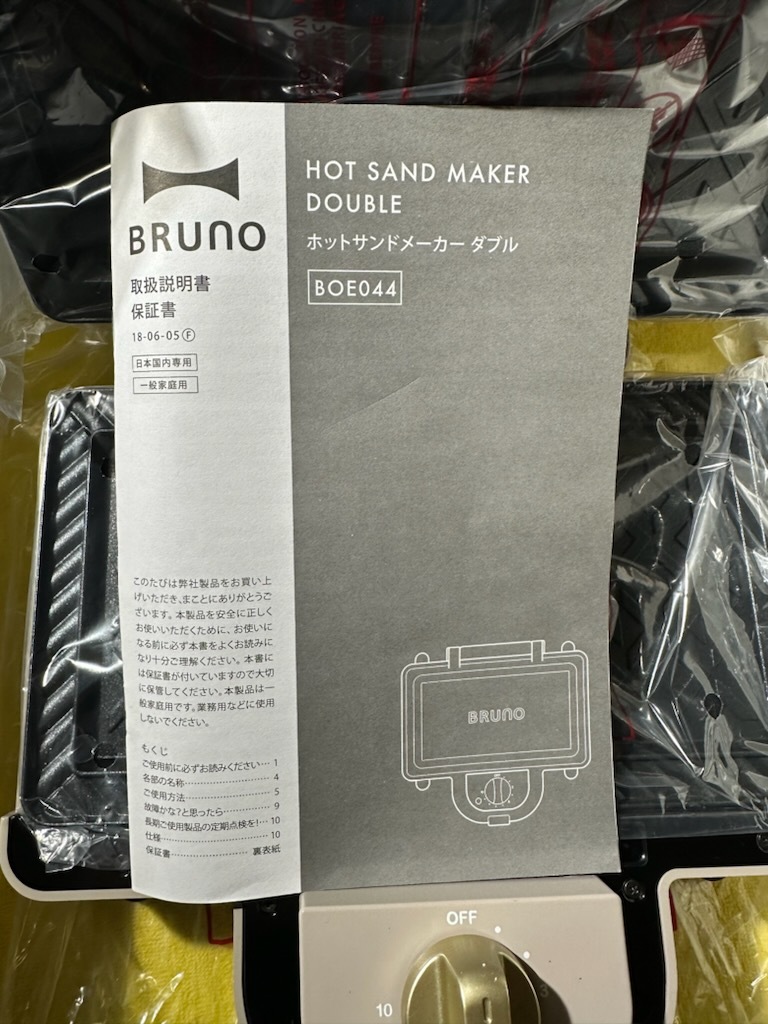 BRUNO
取扱説明書
保証書
18-06-05Ⓕ
日本国内専用
一般家庭用
HOT SAND MAKER
DOUBLE
ホットサンドメーカー ダブル
BOE044
このたびは弊社製品をお買い上
げいただき、まことにありがとうご
ざいます。本製品を安全に正しく
お使いいただくために、お使いに
なる前に必ず本書をよくお読みに
なり十分ご理解ください。本書に
は保証書が付いていますので大切
に保管してください。本製品は一
般家庭用です。業務用などに使用
しないでください。
もくじ
ご使用前に必ずお読みください… 1
各部の名称……………………… 4
ご使用方法……………………… 5
故障かな?と思ったら…………… 9
長期ご使用製品の定期点検を!… 10
仕様……………………………… 10
保証書………………………… 裏表紙
BRUNO
OFF
10
3